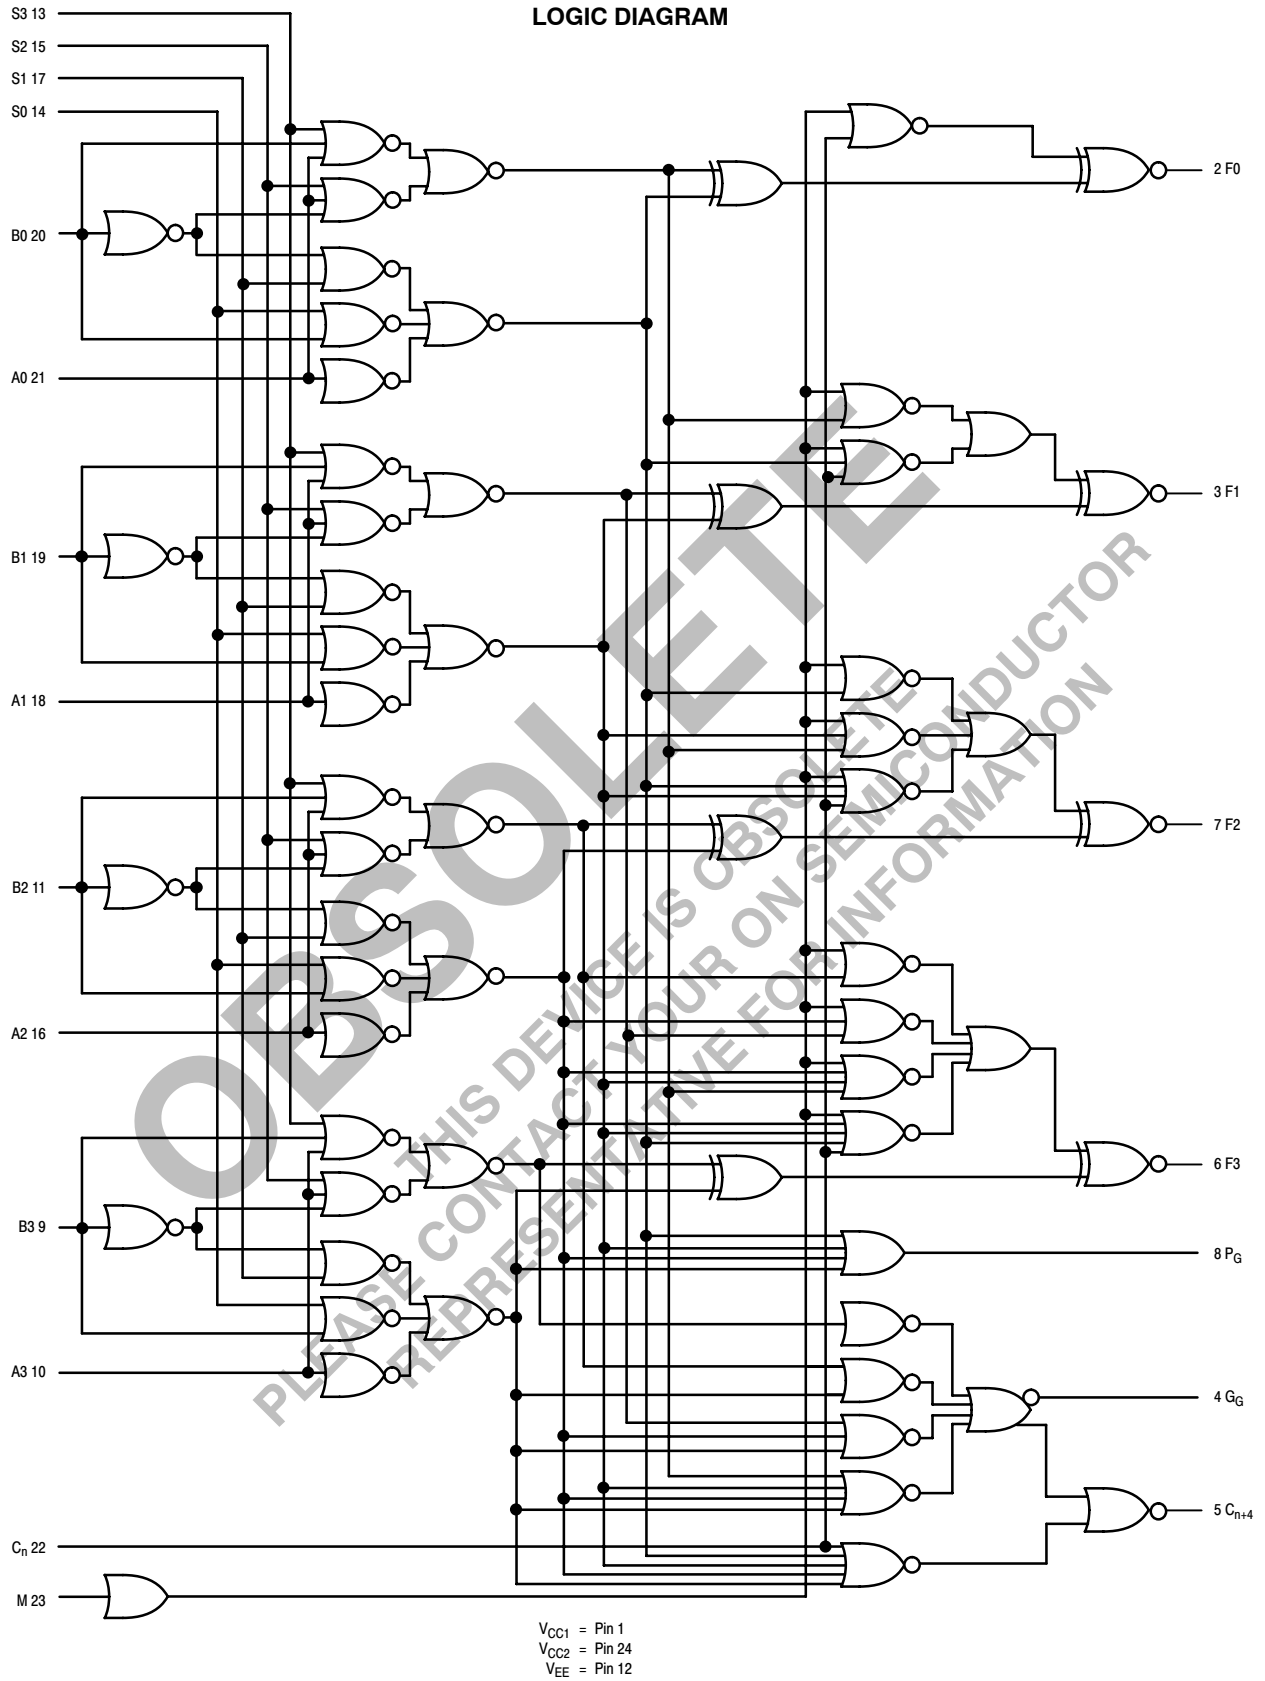 LOGIC DIAGRAM
S3 13
S2 15
S1 17
S0 14
2 F0
B0 20
A0 21
3 F1
B1 19
A1 18
7 F2
B2 11
A2 16
6 F3
B3 9
8 PG
A3 10
4 GG
5 Cn+4
Cn 22
M 23
VCC1 = Pin 1
VCC2 = Pin 24
VEE = Pin 12
OBSOLETE
THIS DEVICE IS OBSOLETE
PLEASE CONTACT YOUR ON SEMICONDUCTOR
REPRESENTATIVE FOR INFORMATION